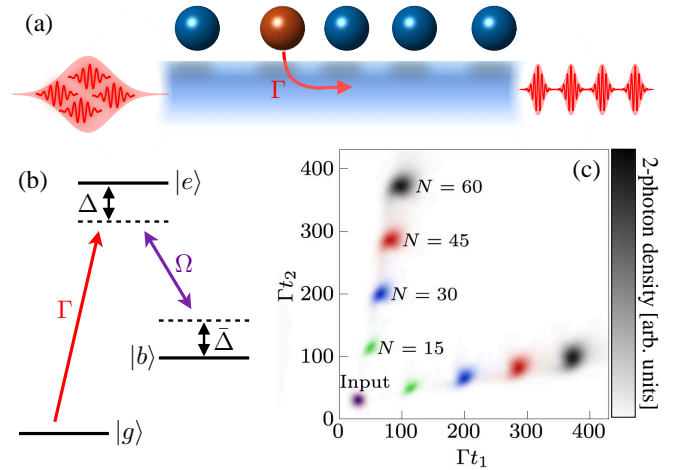 (a)
Γ
(b)
|e⟩
Δ
Ω
Γ
Δ̄
|b⟩
|g⟩
(c)
400
300
200
100
0
Γt₂
N = 60
N = 45
N = 30
N = 15
Input
0 100 200 300 400
Γt₁
2-photon density [arb. units]